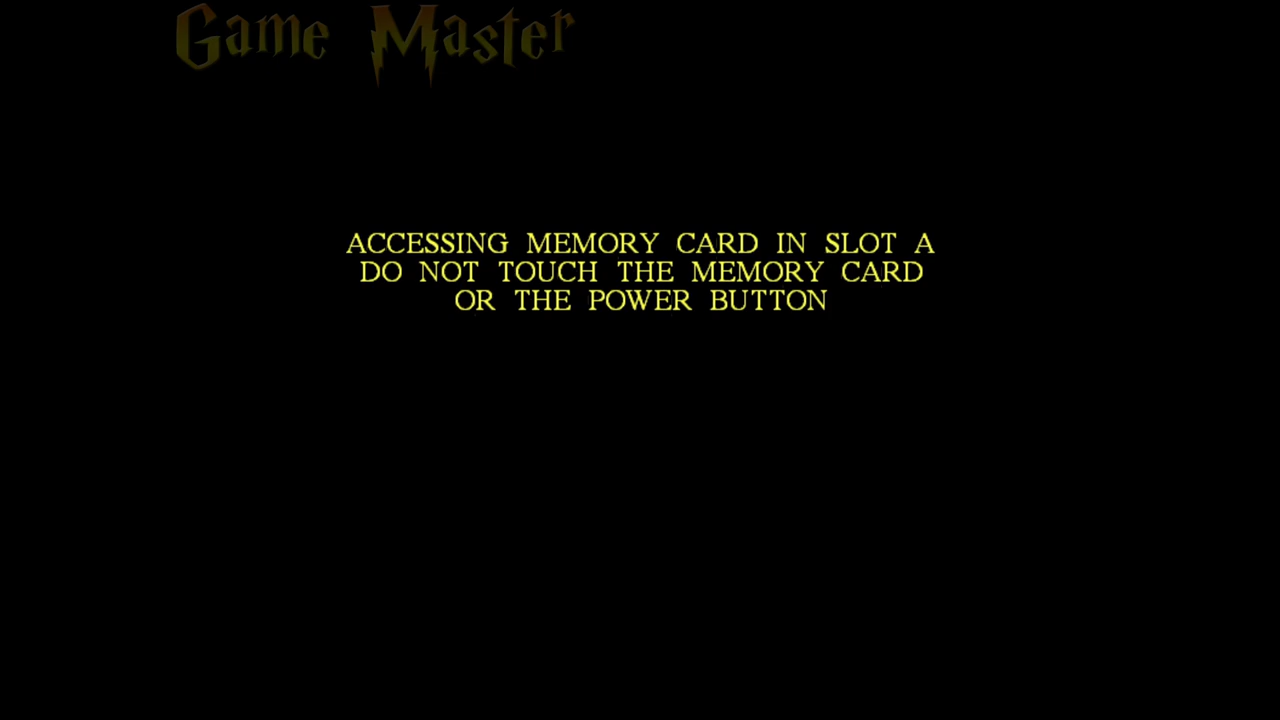 Game Master
ACCESSING MEMORY CARD IN SLOT A
DO NOT TOUCH THE MEMORY CARD
OR THE POWER BUTTON